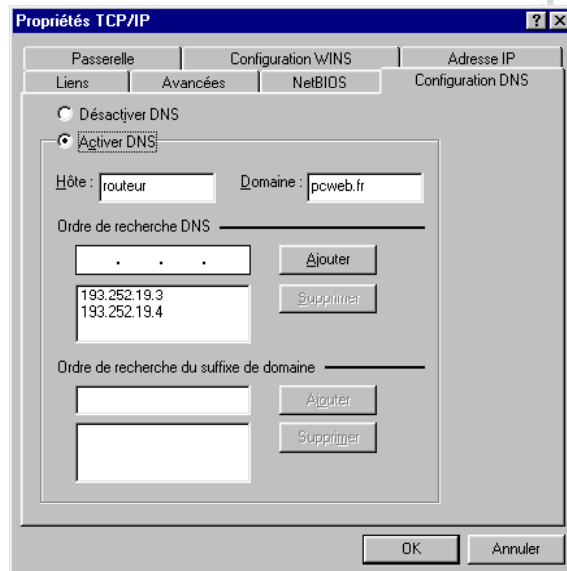 Propriétés TCP/IP
Passerelle Configuration WINS Adresse IP
Liens Avancées NetBIOS Configuration DNS
Désactiver DNS
Activer DNS
Hôte : routeur Domaine : pcweb.fr
Ordre de recherche DNS
. . . Ajouter
193.252.19.3 Supprimer
193.252.19.4
Ordre de recherche du suffixe de domaine
Ajouter
Supprimer
OK Annuler